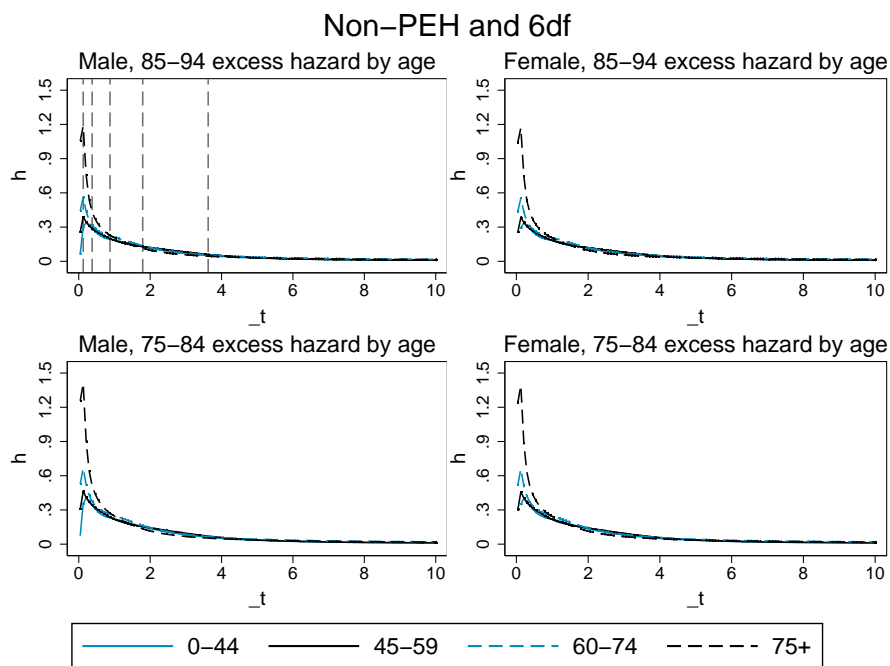 Non−PEH and 6df
Male, 85−94 excess hazard by age
Female, 85−94 excess hazard by age
1.5
1.2
.9
.6
.3
0
h
0 2 4 6 8 10
_t
1.5
1.2
.9
.6
.3
0
h
0 2 4 6 8 10
_t
Male, 75−84 excess hazard by age
Female, 75−84 excess hazard by age
1.5
1.2
.9
.6
.3
0
h
0 2 4 6 8 10
_t
1.5
1.2
.9
.6
.3
0
h
0 2 4 6 8 10
_t
0−44 45−59 60−74 75+